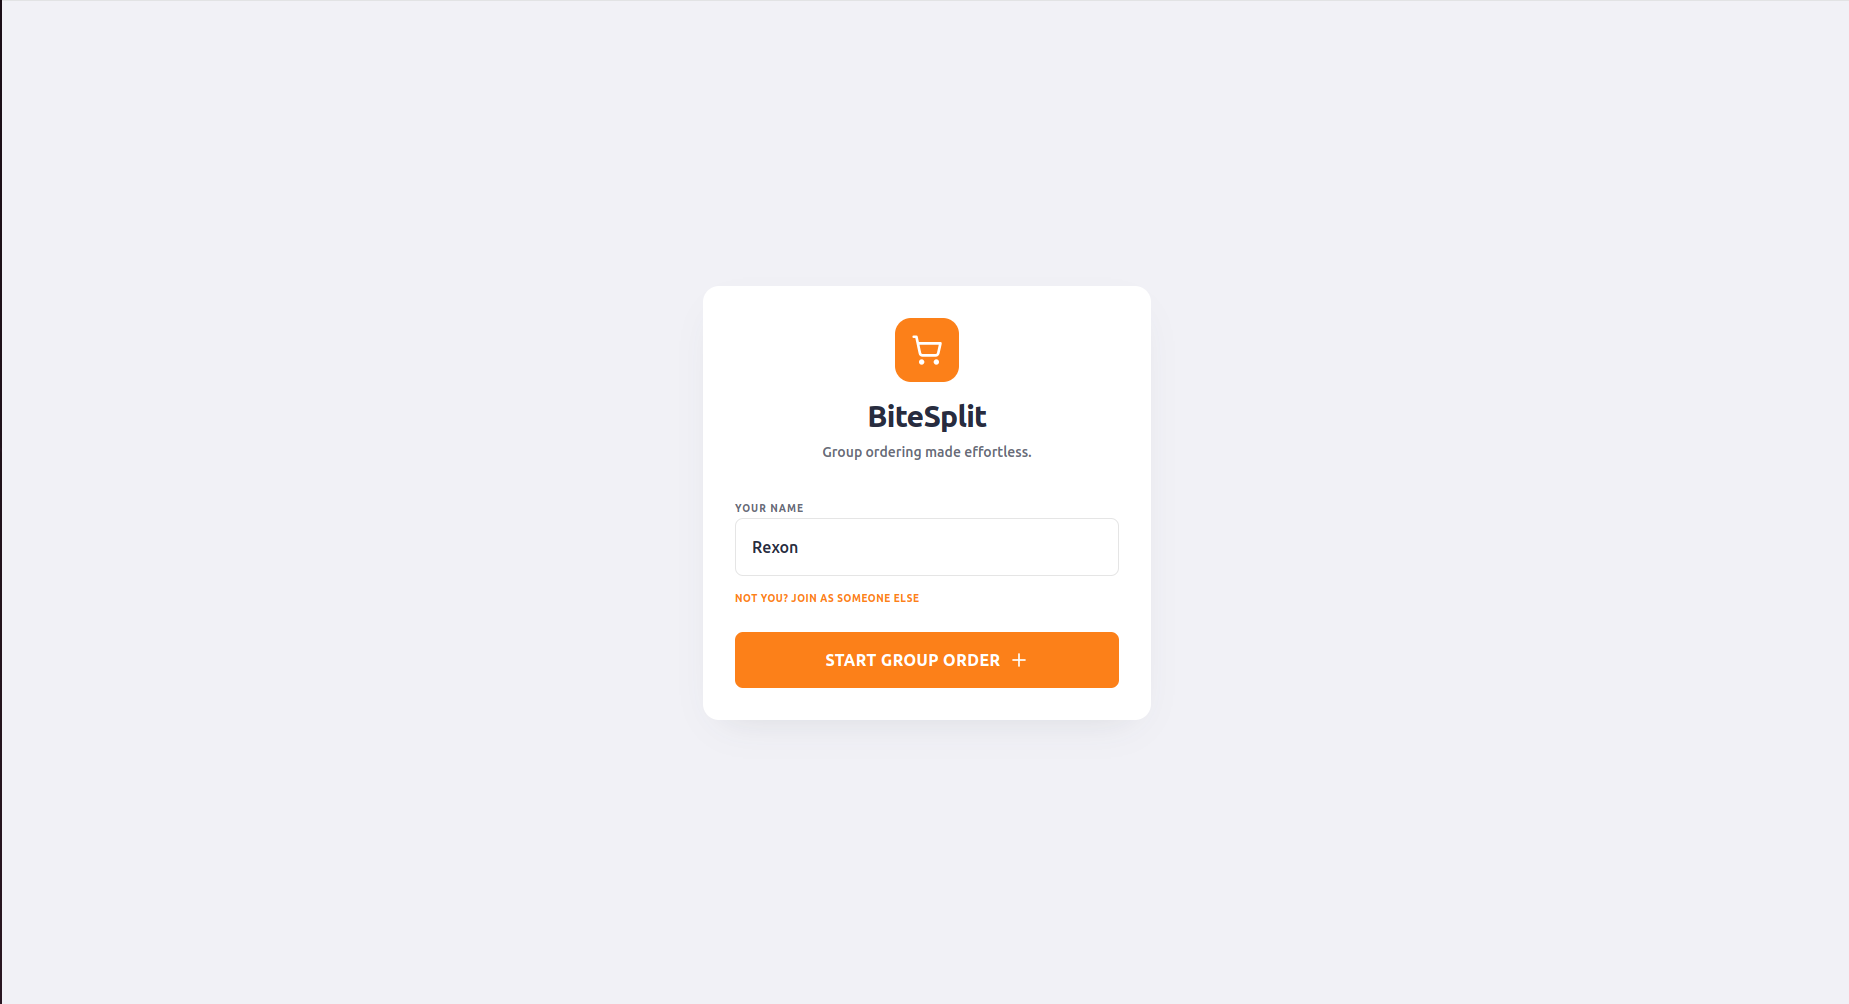 BiteSplit
Group ordering made effortless.
YOUR NAME
Rexon
NOT YOU? JOIN AS SOMEONE ELSE
START GROUP ORDER +